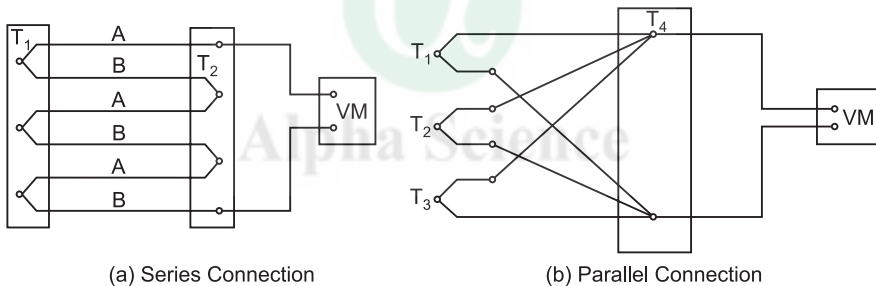 T1
A
B
T2
A
B
A
B
VM
T1
T2
T3
T4
VM
Alpha Science
(a) Series Connection
(b) Parallel Connection